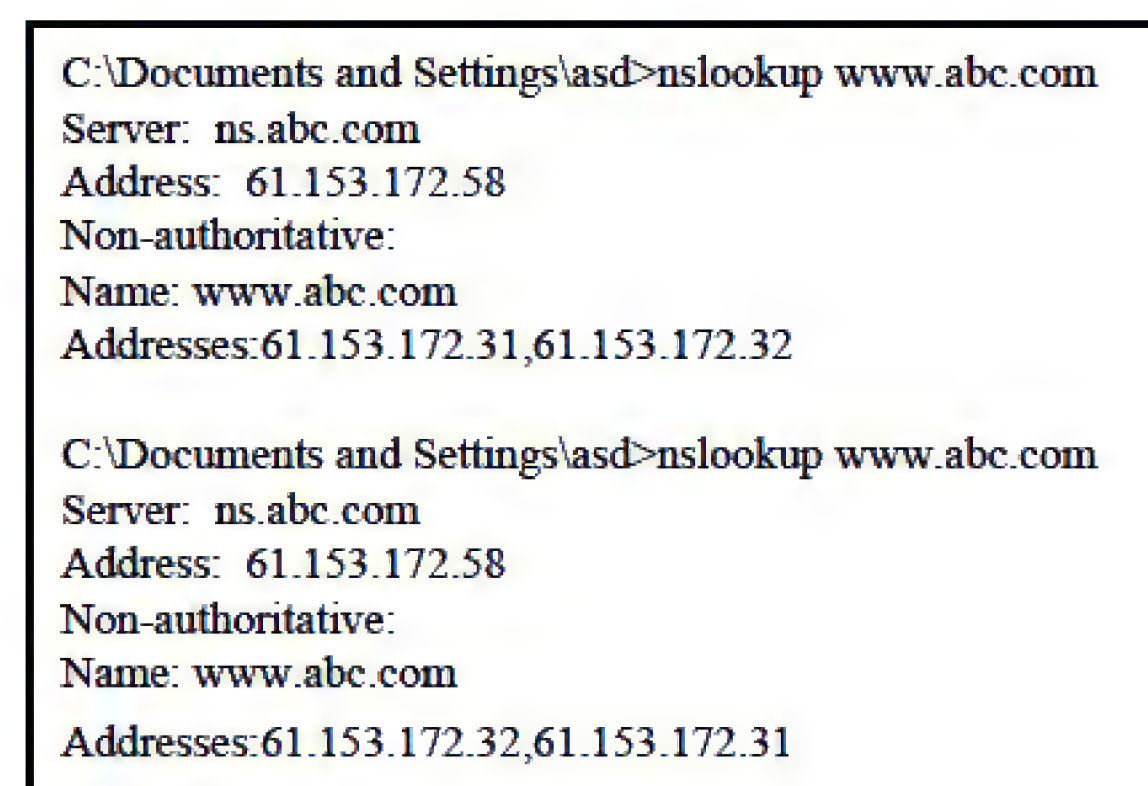 C:\Documents and Settings\asd>nslookup www.abc.com
Server: ns.abc.com
Address: 61.153.172.58
Non-authoritative:
Name: www.abc.com
Addresses:61.153.172.31,61.153.172.32
C:\Documents and Settings\asd>nslookup www.abc.com
Server: ns.abc.com
Address: 61.153.172.58
Non-authoritative:
Name: www.abc.com
Addresses:61.153.172.32,61.153.172.31